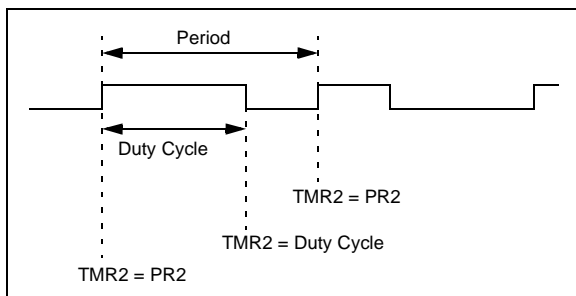 Period
Duty Cycle
TMR2 = PR2
TMR2 = Duty Cycle
TMR2 = PR2